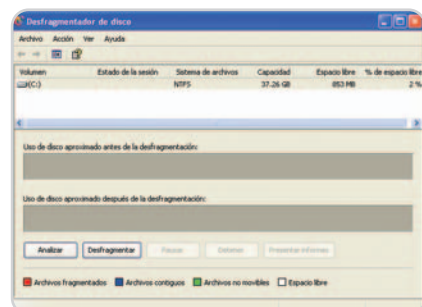 Desfragmentador de disco
Archivo Acción Ver Ayuda
Volumen Estado de la sesión Sistema de archivos Capacidad Espacio libre % de espacio libre
(C:) NTFS 37.26 GB 853 MB 2 %
Uso de disco aproximado antes de la desfragmentación:
Uso de disco aproximado después de la desfragmentación:
Analizar Desfragmentar Pausar Detener Presentar informes
Archivos fragmentados Archivos contiguos Archivos no movibles Espacio libre